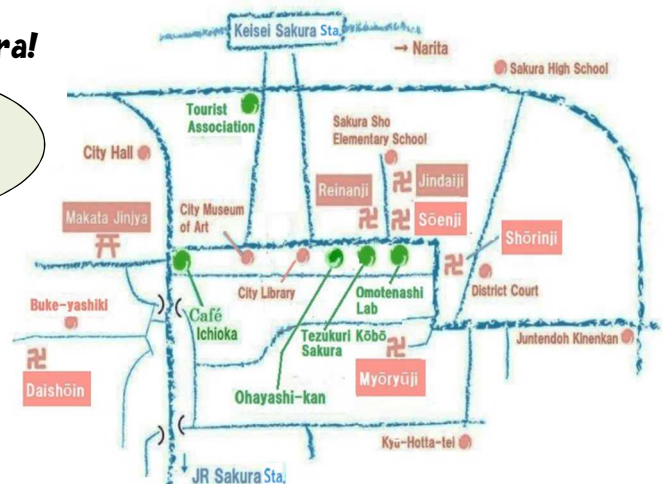 ra!
Keisei Sakura Sta.
→ Narita
Sakura High School
Tourist
Association
Sakura Sho
Elementary School
City Hall
Reinanji
Jindaiji
Makata Jinjya
City Museum
of Art
Sōenji
Shōrinji
City Library
Omotenashi
Lab
District Court
Buke-yashiki
Café
Ichioka
Tezukuri Kōbō
Sakura
Juntendoh Kinenkan
Daishōin
Myōryūji
Ohayashi-kan
Kyū-Hotta-tei
↓ JR Sakura Sta.